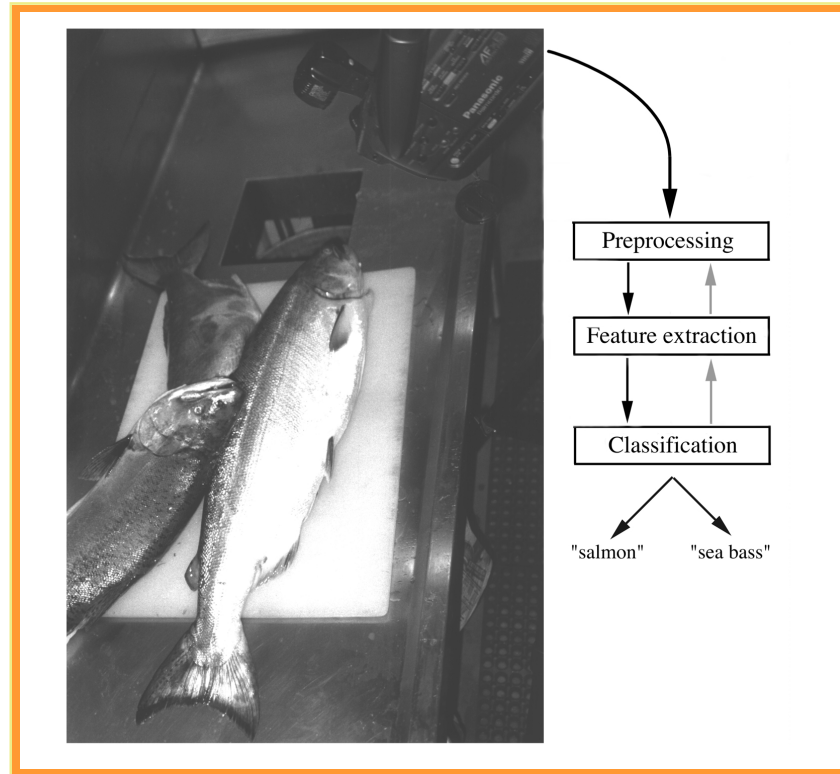 Panasonic
Preprocessing
Feature extraction
Classification
"salmon"
"sea bass"